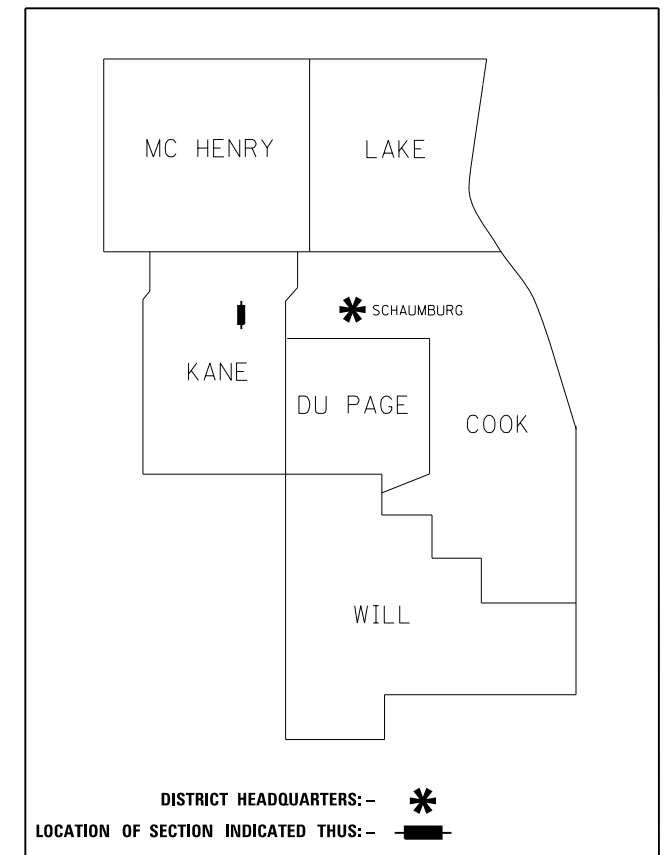 MC HENRY
LAKE
SCHAUMBURG
KANE
DU PAGE
COOK
WILL
DISTRICT HEADQUARTERS: -
LOCATION OF SECTION INDICATED THUS: -